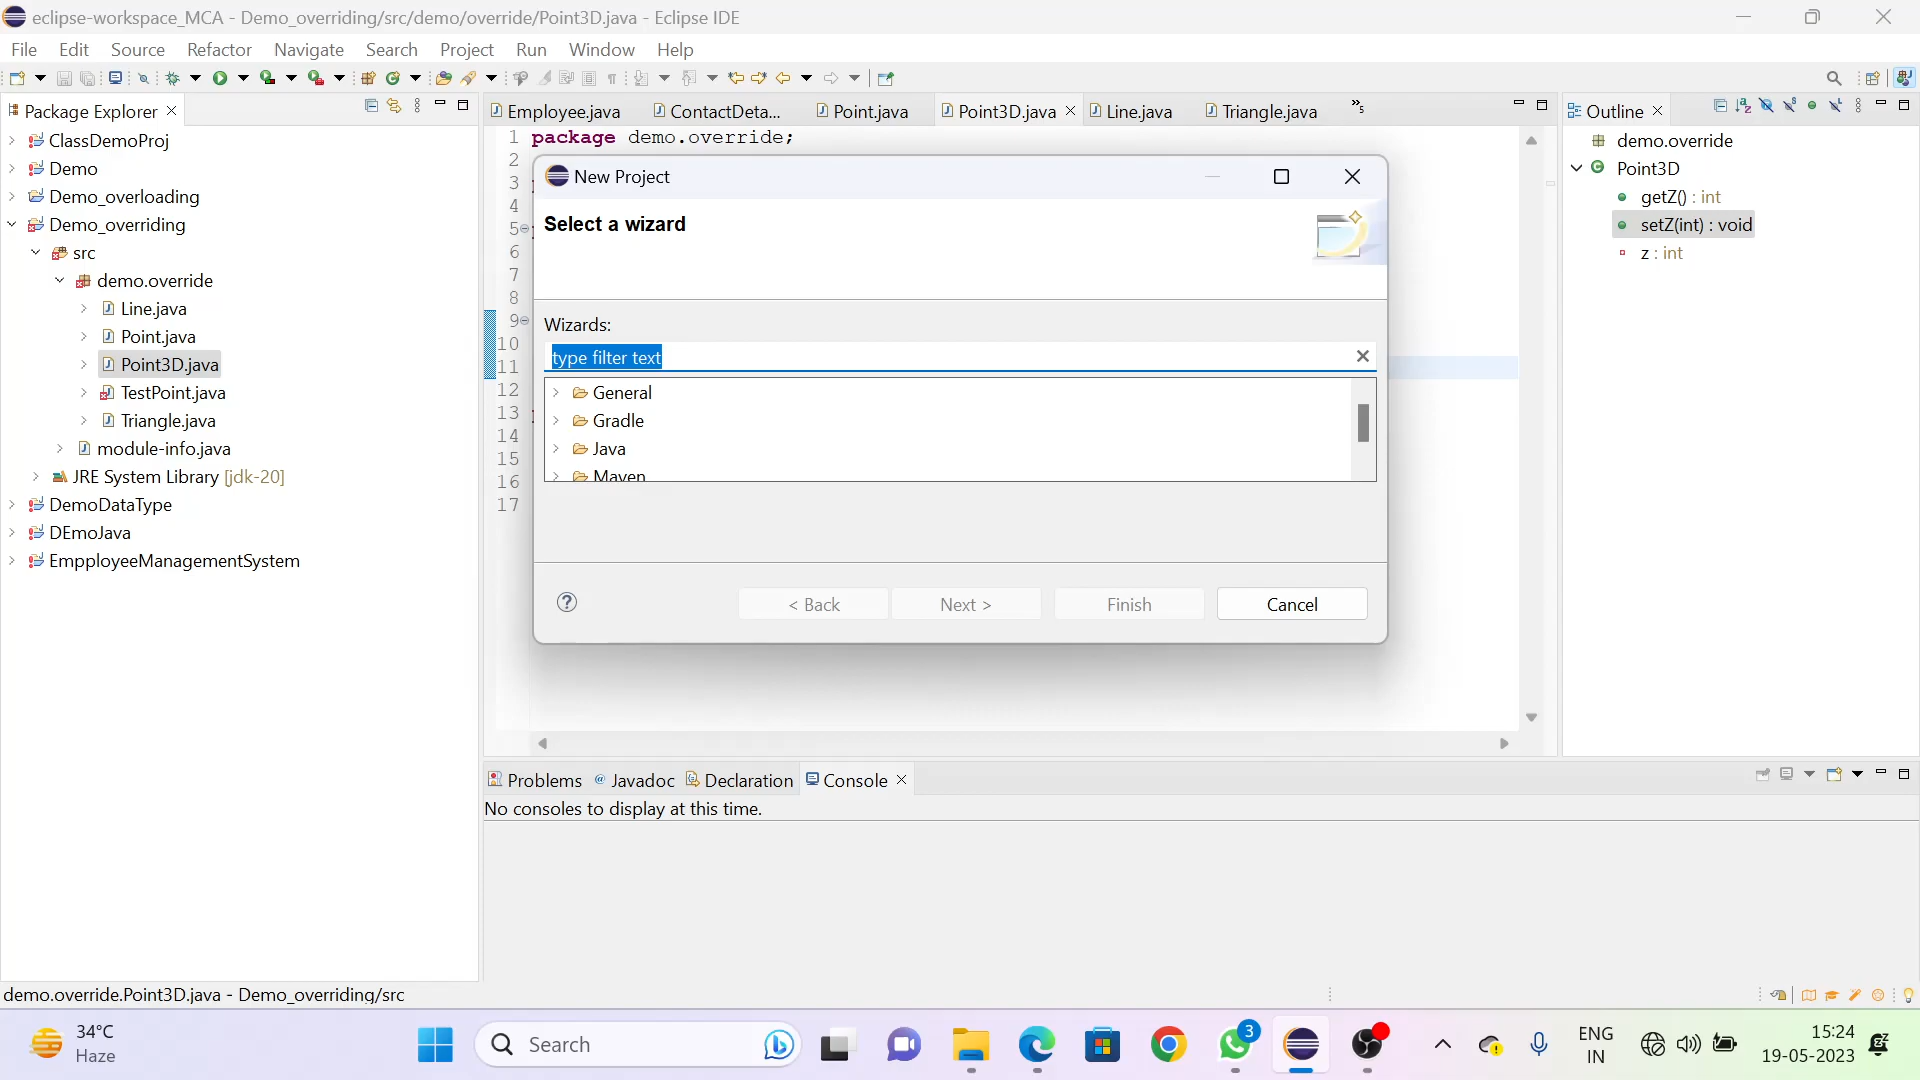 eclipse-workspace_MCA - Demo_overriding/src/demo/override/Point3D.java - Eclipse IDE
File Edit Source Refactor Navigate Search Project Run Window Help
Package Explorer
ClassDemoProj
Demo
Demo_overloading
Demo_overriding
src
demo.override
Line.java
Point.java
Point3D.java
TestPoint.java
Triangle.java
module-info.java
JRE System Library [jdk-20]
DemoDataType
DEmoJava
EmpployeeManagementSystem
Employee.java ContactDeta... Point.java Point3D.java Line.java Triangle.java »5
1 package demo.override;
2
3
4
5
6
7
8
9
10
11
12
13
14
15
16
17
New Project
Select a wizard
Wizards:
type filter text
General
Gradle
Java
Maven
< Back Next > Finish Cancel
Outline
demo.override
Point3D
getZ() : int
setZ(int) : void
z : int
Problems Javadoc Declaration Console
No consoles to display at this time.
demo.override.Point3D.java - Demo_overriding/src
34°C
Haze
Search
3
ENG
IN
15:24
19-05-2023